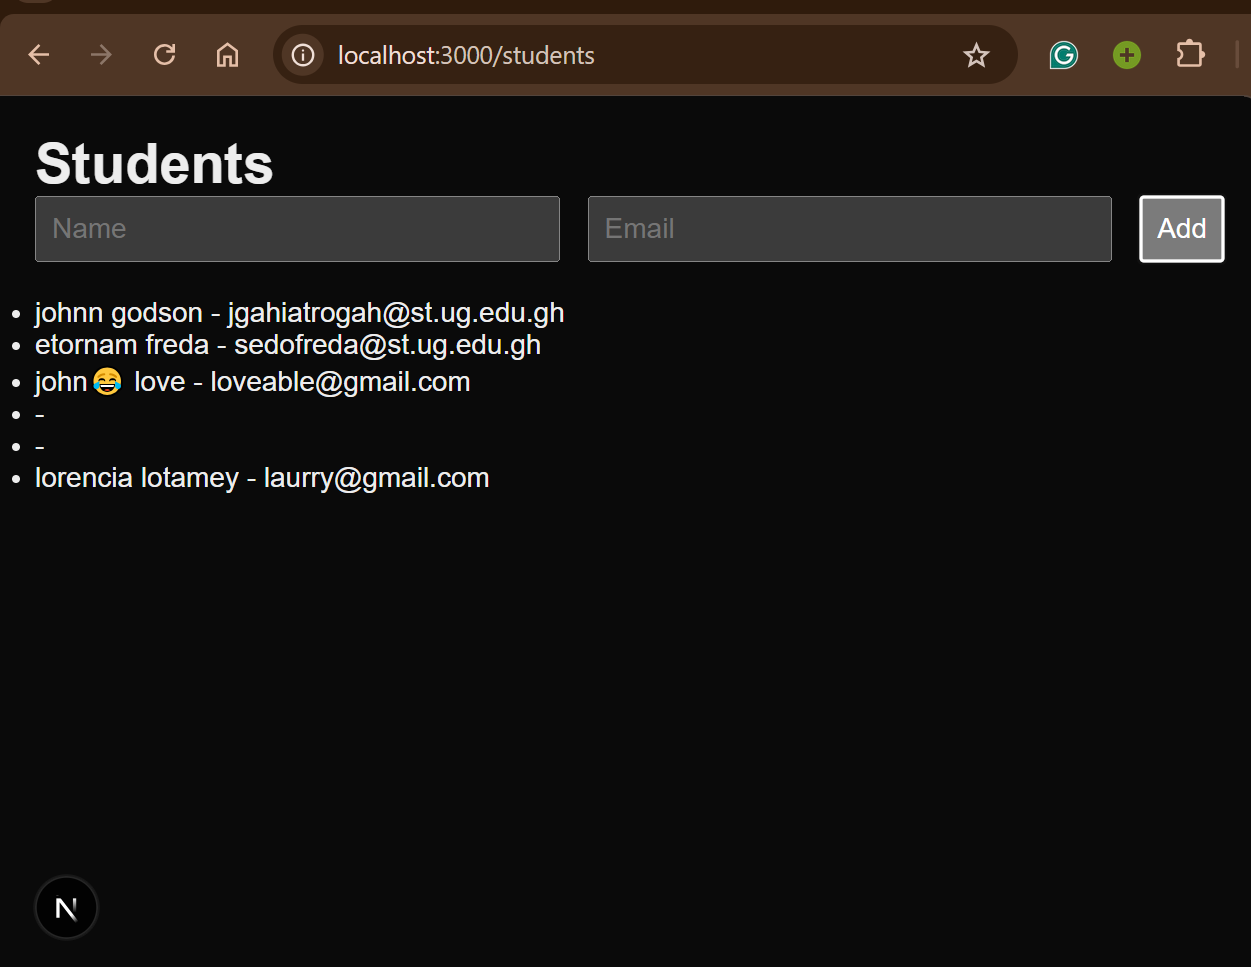 localhost:3000/students
Students
Name
Email
Add
johnn godson - jgahiatrogah@st.ug.edu.gh
etornam freda - sedofreda@st.ug.edu.gh
john😂 love - loveable@gmail.com
-
-
lorencia lotamey - laurry@gmail.com
N